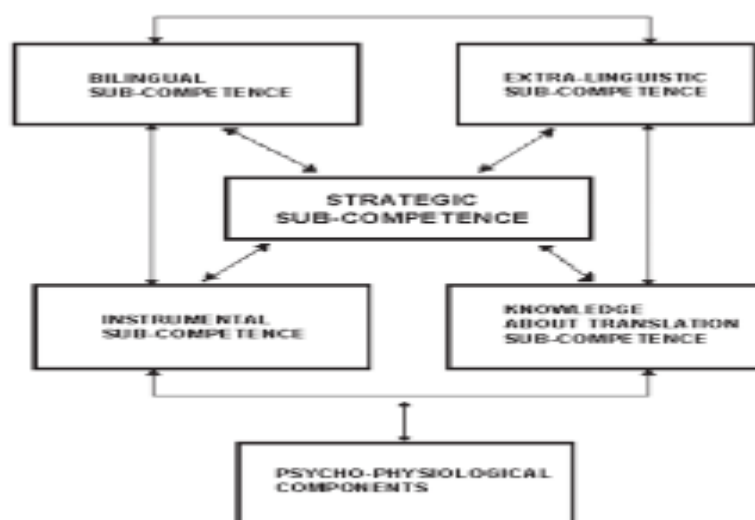 BILINGUAL
SUB-COMPETENCE
EXTRA-LINGUISTIC
SUB-COMPETENCE
STRATEGIC
SUB-COMPETENCE
INSTRUMENTAL
SUB-COMPETENCE
KNOWLEDGE
ABOUT TRANSLATION
SUB-COMPETENCE
PSYCHO-PHYSIOLOGICAL
COMPONENTS